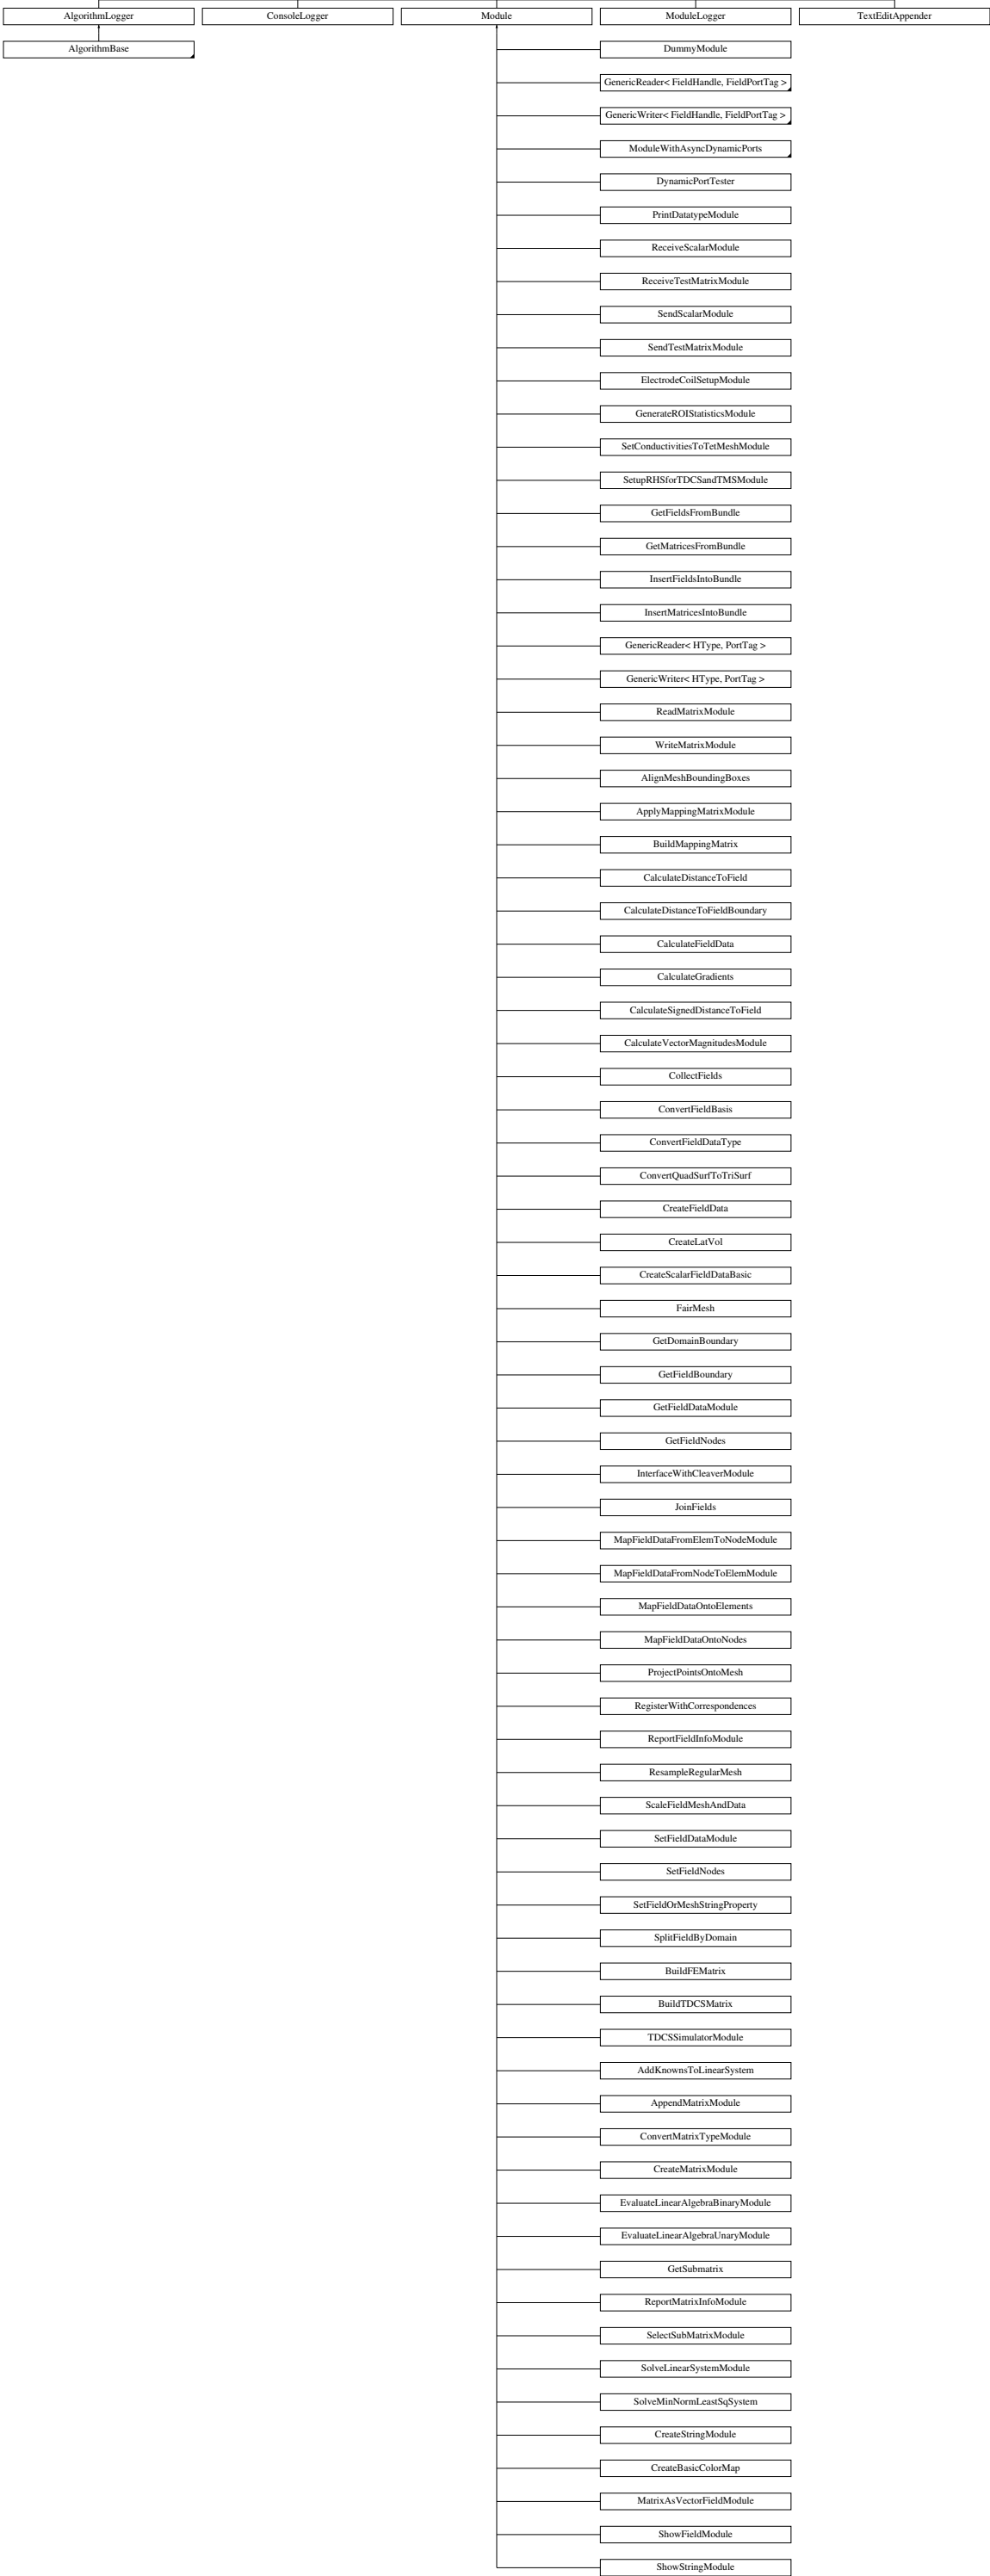 AlgorithmLogger
ConsoleLogger
Module
ModuleLogger
TextEditAppender
AlgorithmBase
DummyModule
GenericReader< FieldHandle, FieldPortTag >
GenericWriter< FieldHandle, FieldPortTag >
ModuleWithAsyncDynamicPorts
DynamicPortTester
PrintDatatypeModule
ReceiveScalarModule
ReceiveTestMatrixModule
SendScalarModule
SendTestMatrixModule
ElectrodeCoilSetupModule
GenerateROIStatisticsModule
SetConductivitiesToTetMeshModule
SetupRHSforTDCSandTMSModule
GetFieldsFromBundle
GetMatricesFromBundle
InsertFieldsIntoBundle
InsertMatricesIntoBundle
GenericReader< HType, PortTag >
GenericWriter< HType, PortTag >
ReadMatrixModule
WriteMatrixModule
AlignMeshBoundingBoxes
ApplyMappingMatrixModule
BuildMappingMatrix
CalculateDistanceToField
CalculateDistanceToFieldBoundary
CalculateFieldData
CalculateGradients
CalculateSignedDistanceToField
CalculateVectorMagnitudesModule
CollectFields
ConvertFieldBasis
ConvertFieldDataType
ConvertQuadSurfToTriSurf
CreateFieldData
CreateLatVol
CreateScalarFieldDataBasic
FairMesh
GetDomainBoundary
GetFieldBoundary
GetFieldDataModule
GetFieldNodes
InterfaceWithCleaverModule
JoinFields
MapFieldDataFromElemToNodeModule
MapFieldDataFromNodeToElemModule
MapFieldDataOntoElements
MapFieldDataOntoNodes
ProjectPointsOntoMesh
RegisterWithCorrespondences
ReportFieldInfoModule
ResampleRegularMesh
ScaleFieldMeshAndData
SetFieldDataModule
SetFieldNodes
SetFieldOrMeshStringProperty
SplitFieldByDomain
BuildFEMatrix
BuildTDCSMatrix
TDCSSimulatorModule
AddKnownsToLinearSystem
AppendMatrixModule
ConvertMatrixTypeModule
CreateMatrixModule
EvaluateLinearAlgebraBinaryModule
EvaluateLinearAlgebraUnaryModule
GetSubmatrix
ReportMatrixInfoModule
SelectSubMatrixModule
SolveLinearSystemModule
SolveMinNormLeastSqSystem
CreateStringModule
CreateBasicColorMap
MatrixAsVectorFieldModule
ShowFieldModule
ShowStringModule